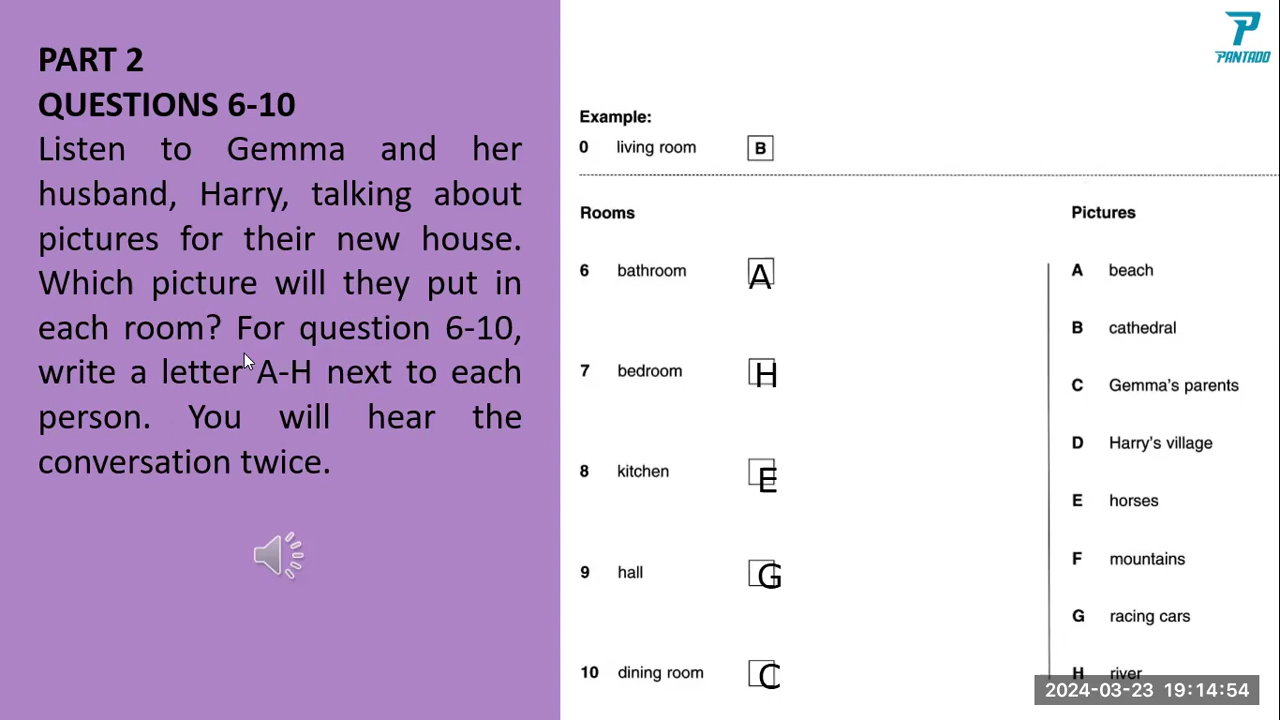 PART 2
QUESTIONS 6-10
Listen to Gemma and her
husband, Harry, talking about
pictures for their new house.
Which picture will they put in
each room? For question 6-10,
write a letter A-H next to each
person. You will hear the
conversation twice.
PANTADO
Example:
0 living room B
Rooms
6 bathroom A
7 bedroom H
8 kitchen E
9 hall G
10 dining room C
Pictures
A beach
B cathedral
C Gemma's parents
D Harry's village
E horses
F mountains
G racing cars
H river
2024-03-23 19:14:54